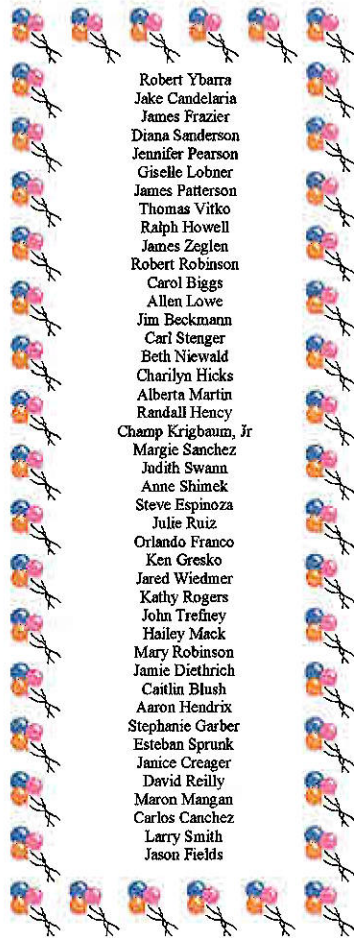 Robert Ybarra
Jake Candelaria
James Frazier
Diana Sanderson
Jennifer Pearson
Giselle Lobner
James Patterson
Thomas Vitko
Ralph Howell
James Zeglen
Robert Robinson
Carol Biggs
Allen Lowe
Jim Beckmann
Carl Stenger
Beth Niewald
Charilyn Hicks
Alberta Martin
Randall Hency
Champ Krigbaum, Jr
Margie Sanchez
Judith Swann
Anne Shimek
Steve Espinoza
Julie Ruiz
Orlando Franco
Ken Gresko
Jared Wiedmer
Kathy Rogers
John Trefney
Hailey Mack
Mary Robinson
Jamie Diethrich
Caitlin Blush
Aaron Hendrix
Stephanie Garber
Esteban Sprunk
Janice Creager
David Reilly
Maron Mangan
Carlos Canchez
Larry Smith
Jason Fields